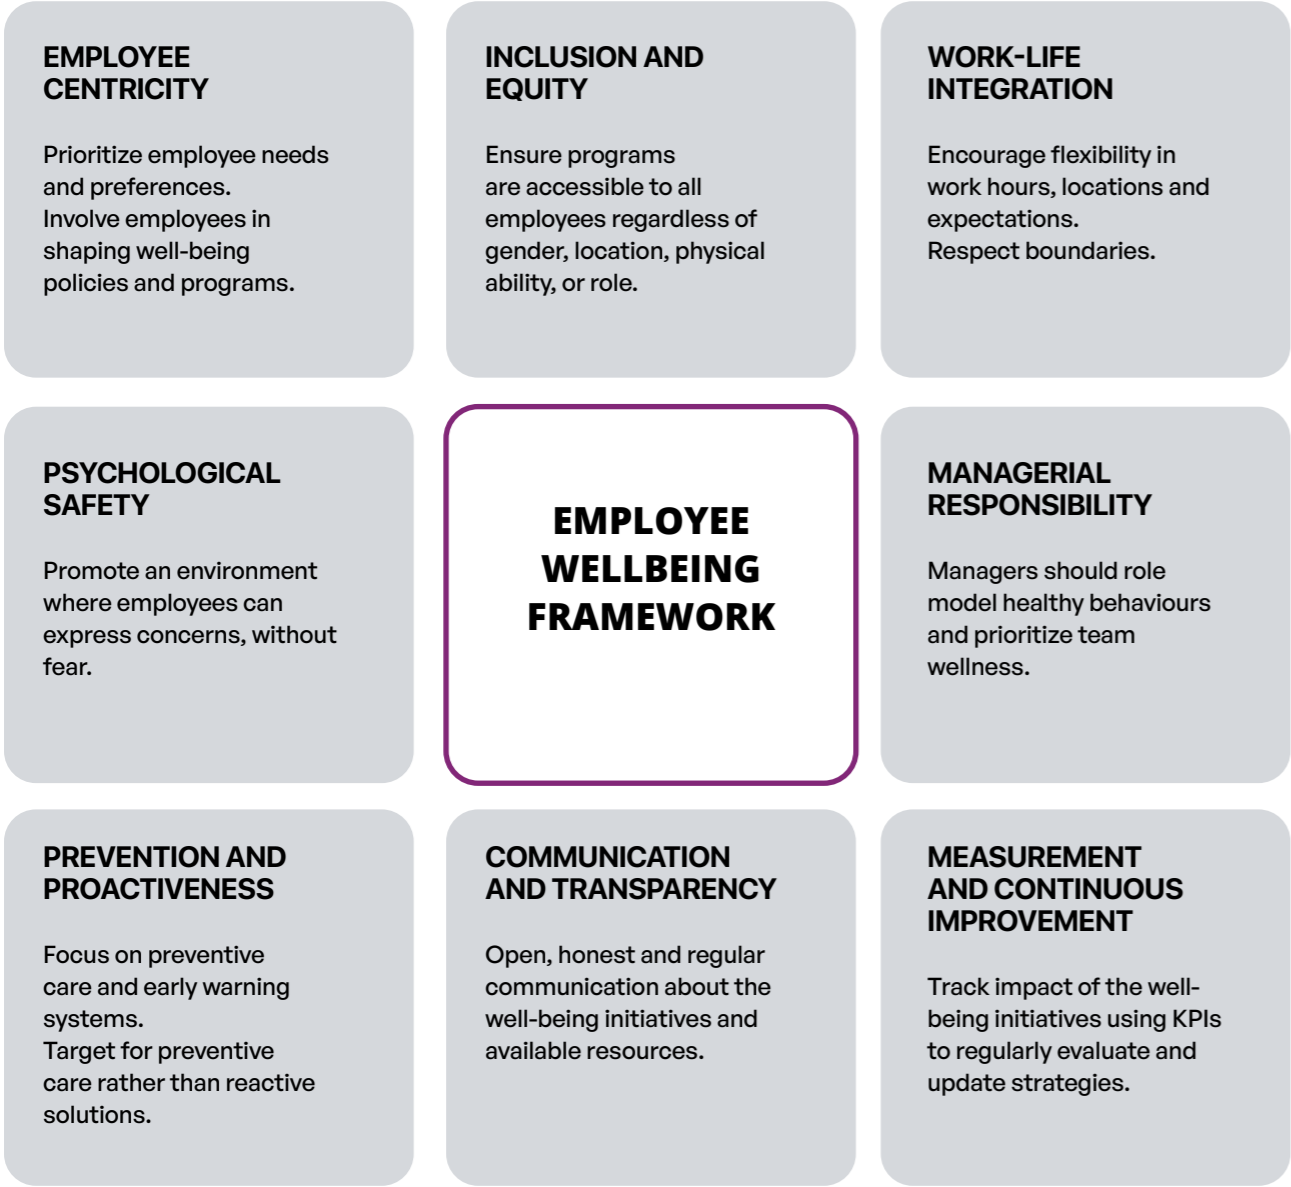 EMPLOYEE
CENTRICITY
Prioritize employee needs
and preferences.
Involve employees in
shaping well-being
policies and programs.
INCLUSION AND
EQUITY
Ensure programs
are accessible to all
employees regardless of
gender, location, physical
ability, or role.
WORK-LIFE
INTEGRATION
Encourage flexibility in
work hours, locations and
expectations.
Respect boundaries.
PSYCHOLOGICAL
SAFETY
Promote an environment
where employees can
express concerns, without
fear.
EMPLOYEE
WELLBEING
FRAMEWORK
MANAGERIAL
RESPONSIBILITY
Managers should role
model healthy behaviours
and prioritize team
wellness.
PREVENTION AND
PROACTIVENESS
Focus on preventive
care and early warning
systems.
Target for preventive
care rather than reactive
solutions.
COMMUNICATION
AND TRANSPARENCY
Open, honest and regular
communication about the
well-being initiatives and
available resources.
MEASUREMENT
AND CONTINUOUS
IMPROVEMENT
Track impact of the well-
being initiatives using KPIs
to regularly evaluate and
update strategies.